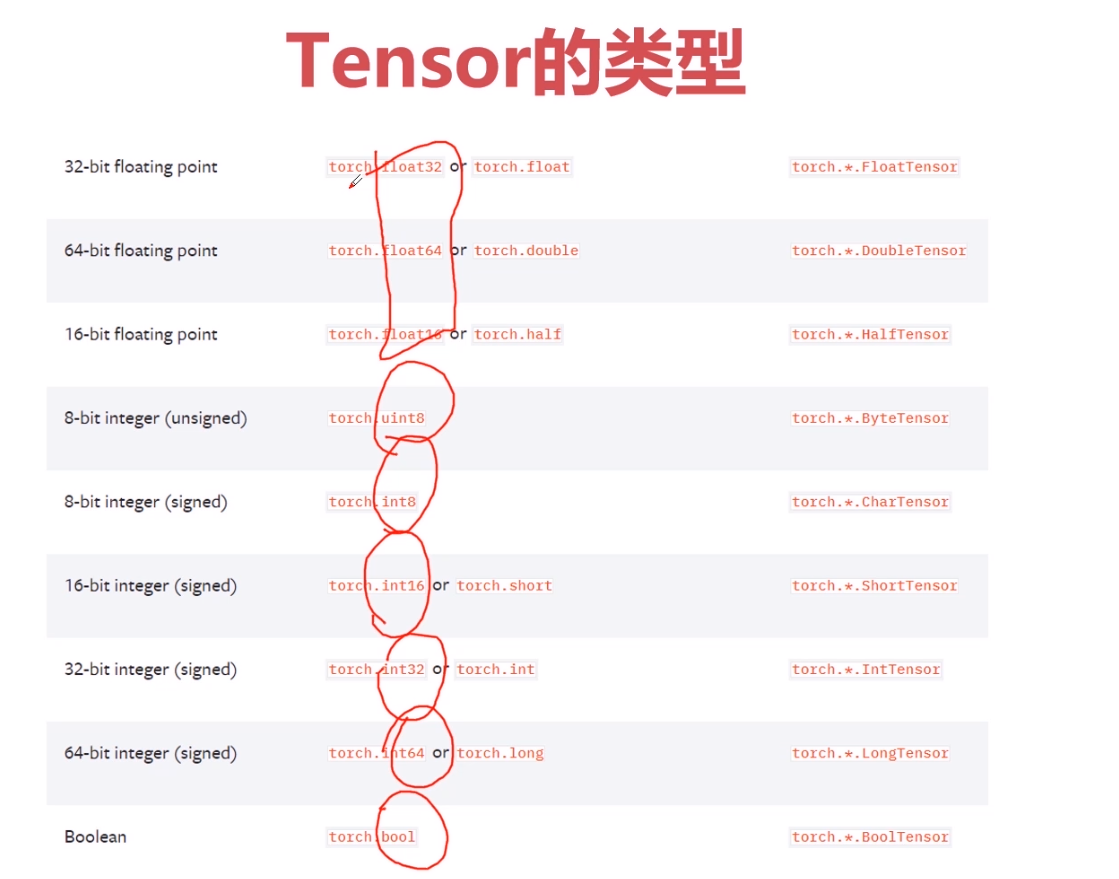 Tensor的类型
32-bit floating point torch.float32 or torch.float torch.*.FloatTensor
64-bit floating point torch.float64 or torch.double torch.*.DoubleTensor
16-bit floating point torch.float16 or torch.half torch.*.HalfTensor
8-bit integer (unsigned) torch.uint8 torch.*.ByteTensor
8-bit integer (signed) torch.int8 torch.*.CharTensor
16-bit integer (signed) torch.int16 or torch.short torch.*.ShortTensor
32-bit integer (signed) torch.int32 or torch.int torch.*.IntTensor
64-bit integer (signed) torch.int64 or torch.long torch.*.LongTensor
Boolean torch.bool torch.*.BoolTensor